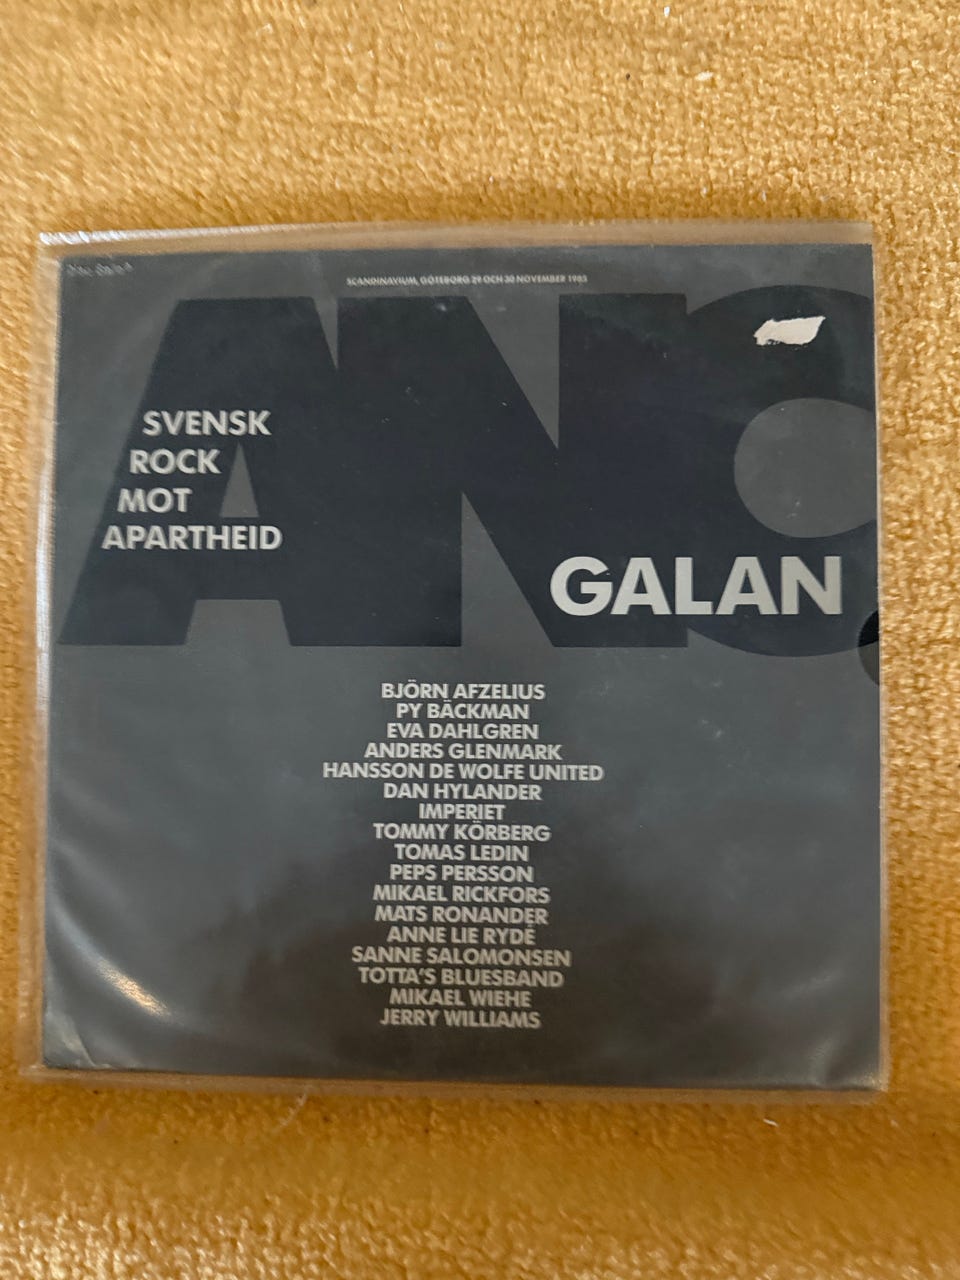 SCANDINAVIUM, GÖTEBORG 29 OCH 30 NOVEMBER 1985
ANC
SVENSK
ROCK
MOT
APARTHEID
GALAN
BJÖRN AFZELIUS
PY BÄCKMAN
EVA DAHLGREN
ANDERS GLENMARK
HANSSON DE WOLFE UNITED
DAN HYLANDER
IMPERIET
TOMMY KÖRBERG
TOMAS LEDIN
PEPS PERSSON
MIKAEL RICKFORS
MATS RONANDER
ANNE LIE RYDÉ
SANNE SALOMONSEN
TOTTA'S BLUESBAND
MIKAEL WIEHE
JERRY WILLIAMS